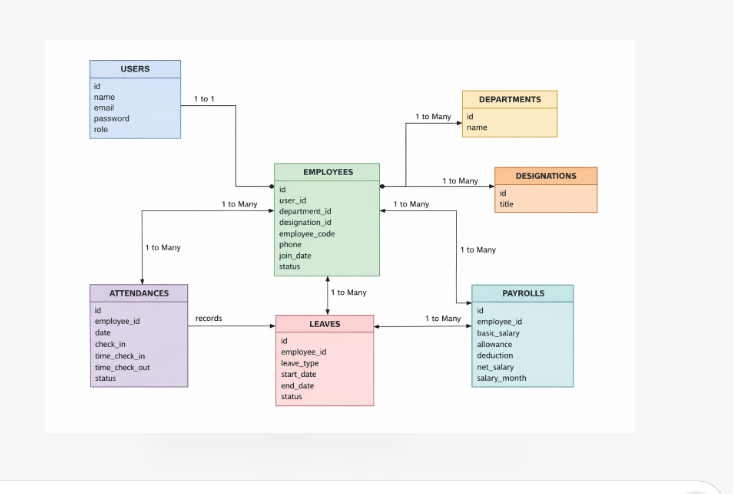 USERS
id
name
email
password
role
1 to 1
DEPARTMENTS
id
name
1 to Many
DESIGNATIONS
id
title
1 to Many
EMPLOYEES
id
user_id
department_id
designation_id
employee_code
phone
join_date
status
1 to Many
1 to Many
1 to Many
1 to Many
1 to Many
ATTENDANCES
id
employee_id
date
check_in
time_check_in
time_check_out
status
records
LEAVES
id
employee_id
leave_type
start_date
end_date
status
1 to Many
PAYROLLS
id
employee_id
basic_salary
allowance
deduction
net_salary
salary_month